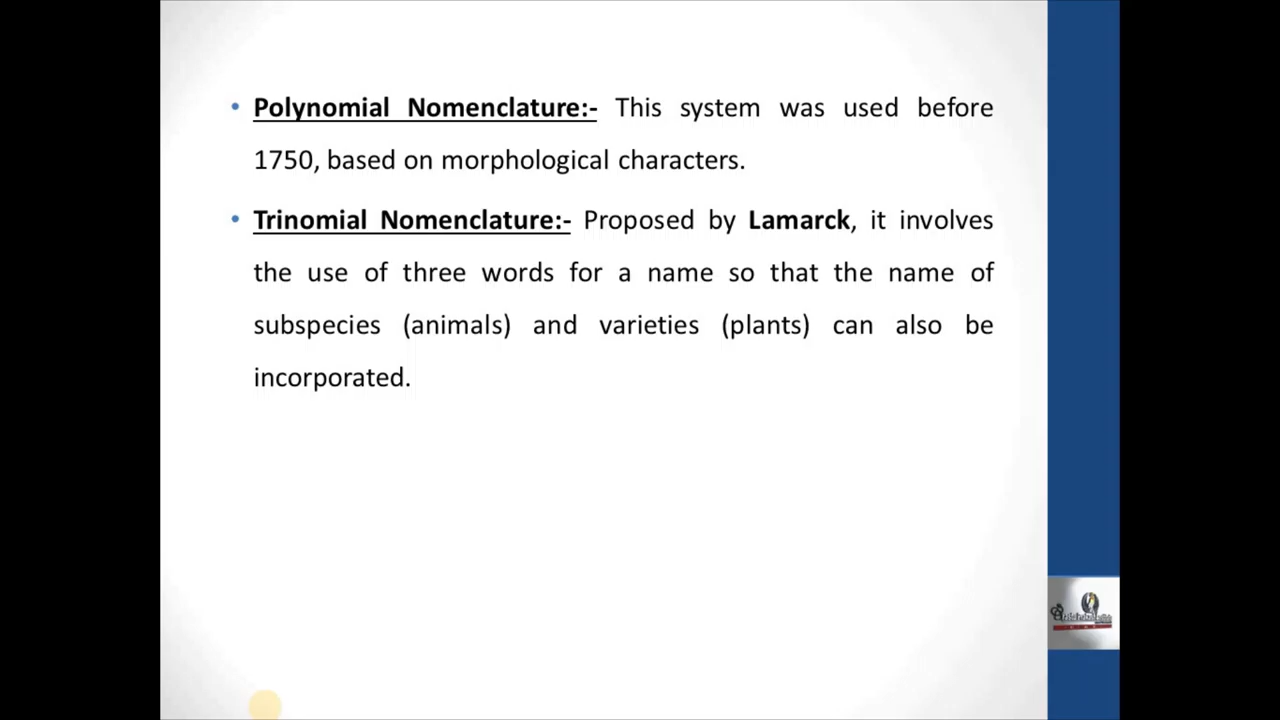 • Polynomial Nomenclature:- This system was used before
1750, based on morphological characters.
• Trinomial Nomenclature:- Proposed by Lamarck, it involves
the use of three words for a name so that the name of
subspecies (animals) and varieties (plants) can also be
incorporated.